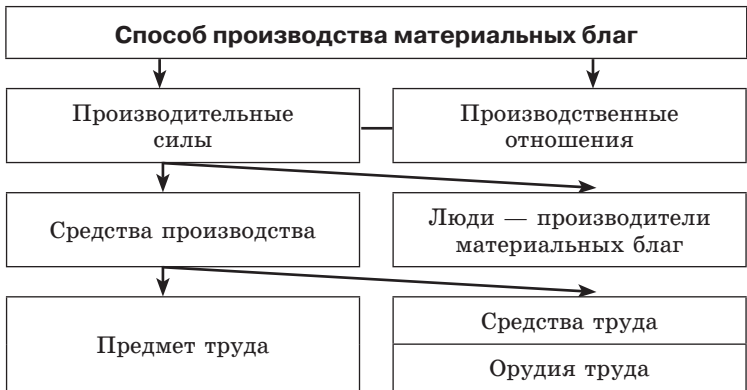 Способ производства материальных благ
Производительные
силы
Производственные
отношения
Средства производства
Люди — производители
материальных благ
Предмет труда
Средства труда
Орудия труда